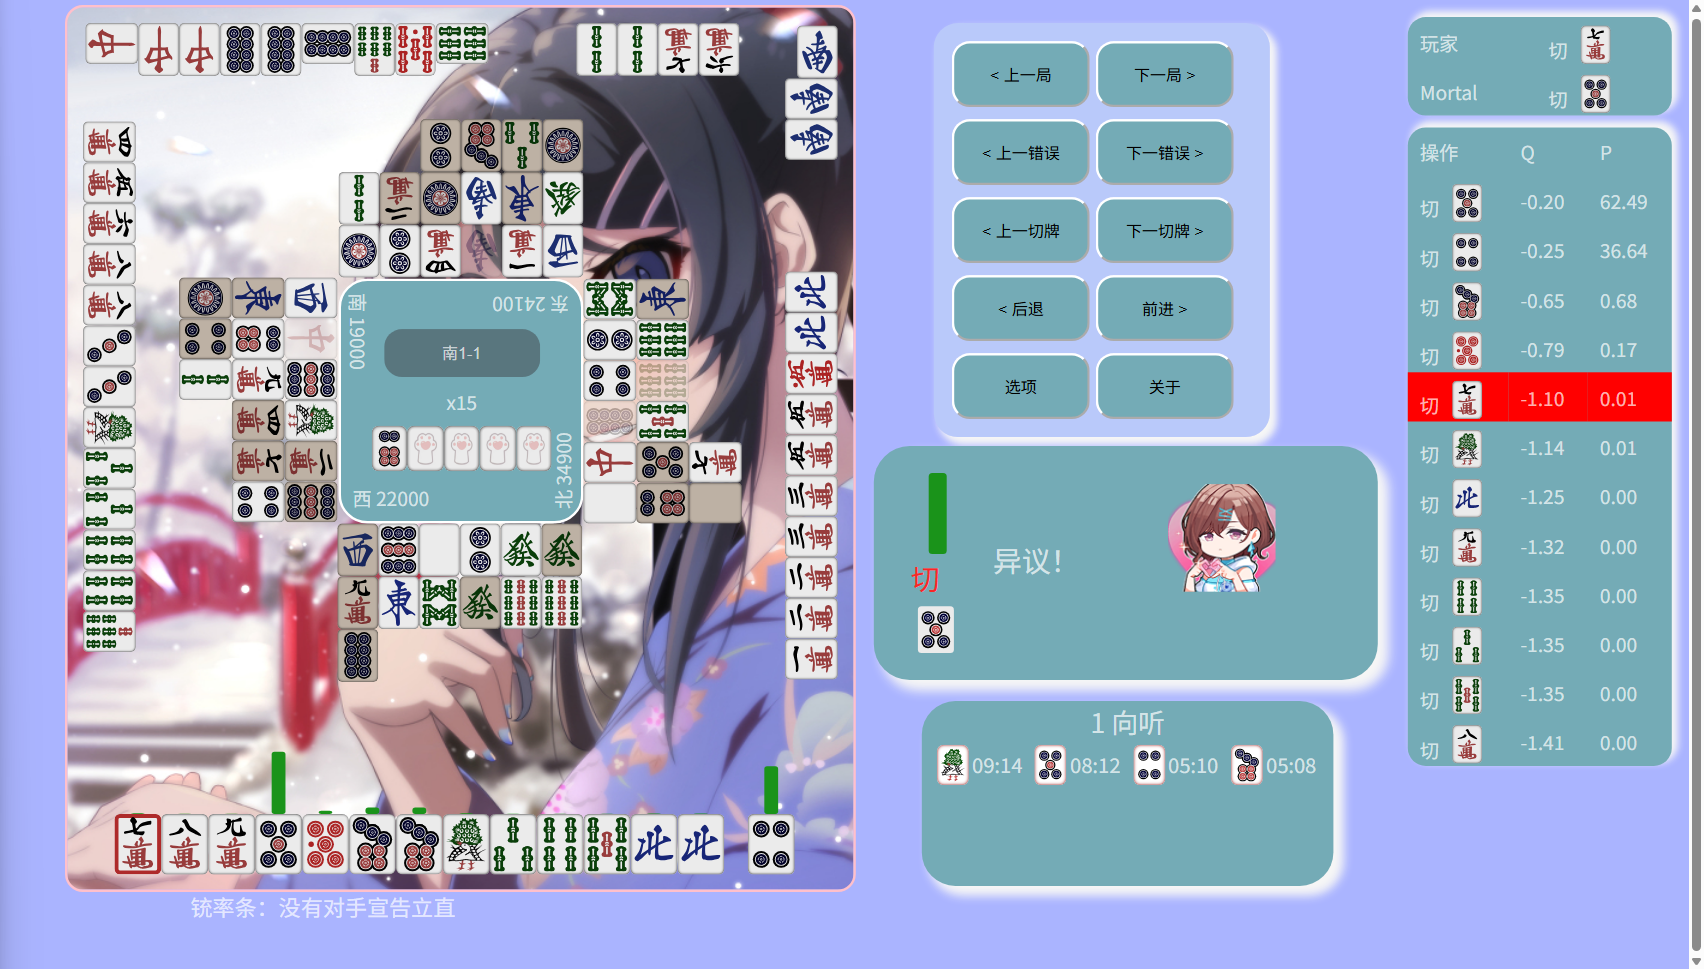 南 19000
东 24100
南1-1
x15
西 22000
北 34900
铳率条：没有对手宣告立直
< 上一局
下一局 >
< 上一错误
下一错误 >
< 上一切牌
下一切牌 >
< 后退
前进 >
选项
关于
切
异议！
1 向听
09:14
08:12
05:10
05:08
玩家 切
Mortal 切
操作 Q P
切 -0.20 62.49
切 -0.25 36.64
切 -0.65 0.68
切 -0.79 0.17
切 -1.10 0.01
切 -1.14 0.01
切 -1.25 0.00
切 -1.32 0.00
切 -1.35 0.00
切 -1.35 0.00
切 -1.35 0.00
切 -1.41 0.00